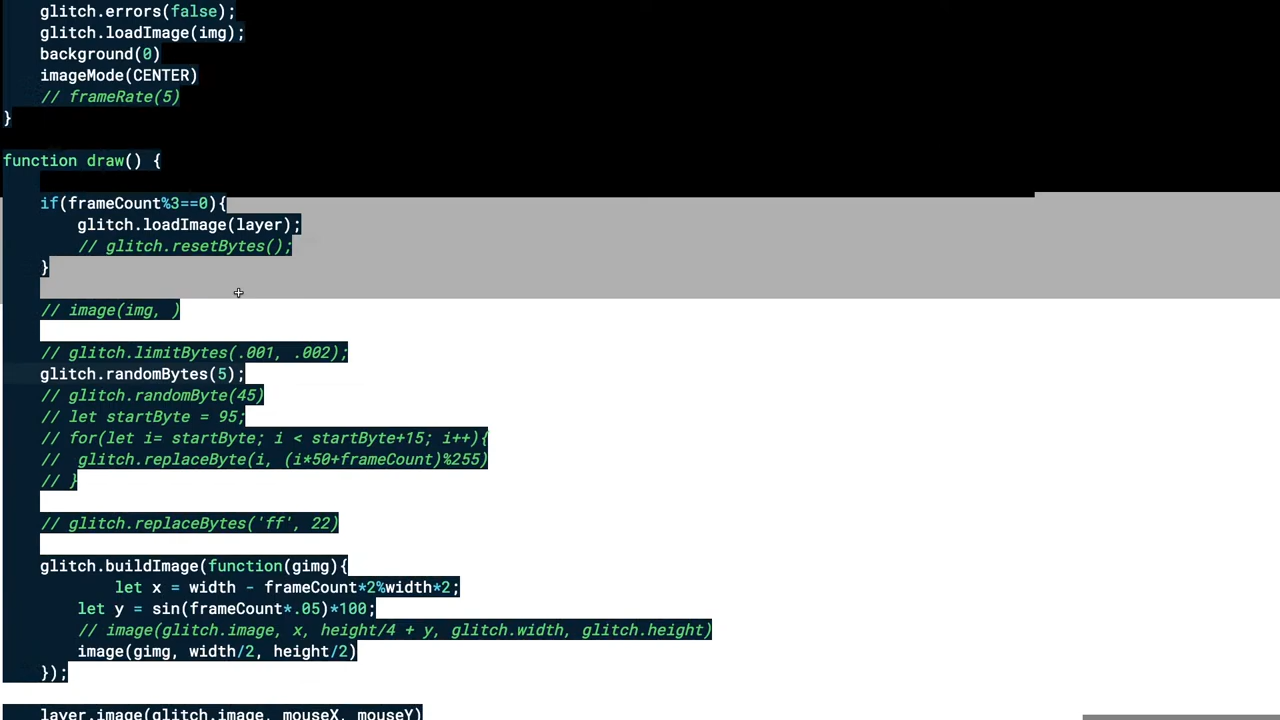 glitch.errors(false);
glitch.loadImage(img);
background(0)
imageMode(CENTER)
// frameRate(5)
}
function draw() {
if(frameCount%3==0){
glitch.loadImage(layer);
// glitch.resetBytes();
}
// image(img, )
// glitch.limitBytes(.001, .002);
glitch.randomBytes(5);
// glitch.randomByte(45)
// let startByte = 95;
// for(let i= startByte; i < startByte+15; i++){
//  glitch.replaceByte(i, (i*50+frameCount)%255)
// }
// glitch.replaceBytes('ff', 22)
glitch.buildImage(function(gimg){
let x = width - frameCount*2%width*2;
let y = sin(frameCount*.05)*100;
// image(glitch.image, x, height/4 + y, glitch.width, glitch.height)
image(gimg, width/2, height/2)
});
layer.image(glitch.image, mouseX, mouseY)